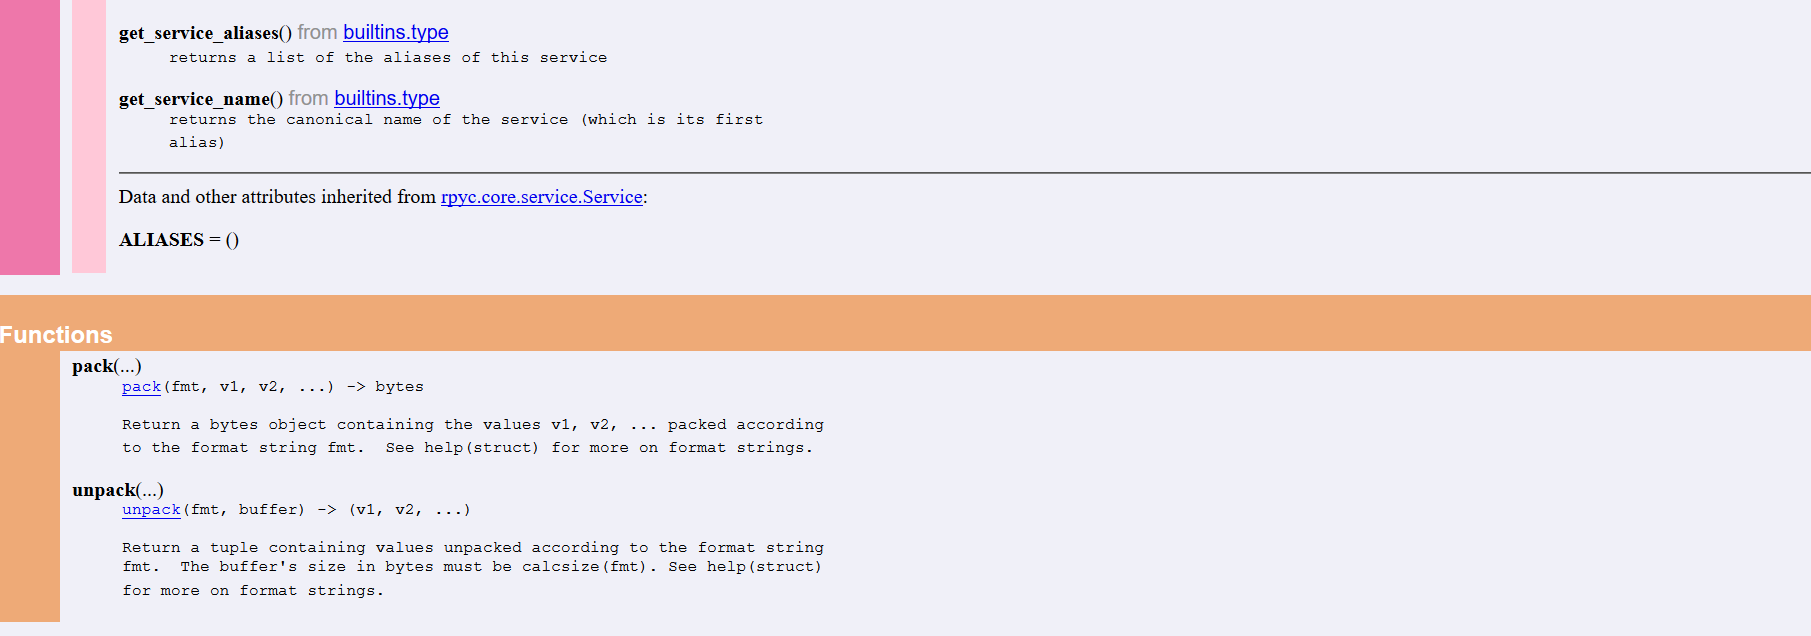 get_service_aliases() from builtins.type
returns a list of the aliases of this service
get_service_name() from builtins.type
returns the canonical name of the service (which is its first
alias)
Data and other attributes inherited from rpyc.core.service.Service:
ALIASES = ()
Functions
pack(...)
pack(fmt, v1, v2, ...) -> bytes
Return a bytes object containing the values v1, v2, ... packed according
to the format string fmt.  See help(struct) for more on format strings.
unpack(...)
unpack(fmt, buffer) -> (v1, v2, ...)
Return a tuple containing values unpacked according to the format string
fmt.  The buffer's size in bytes must be calcsize(fmt). See help(struct)
for more on format strings.